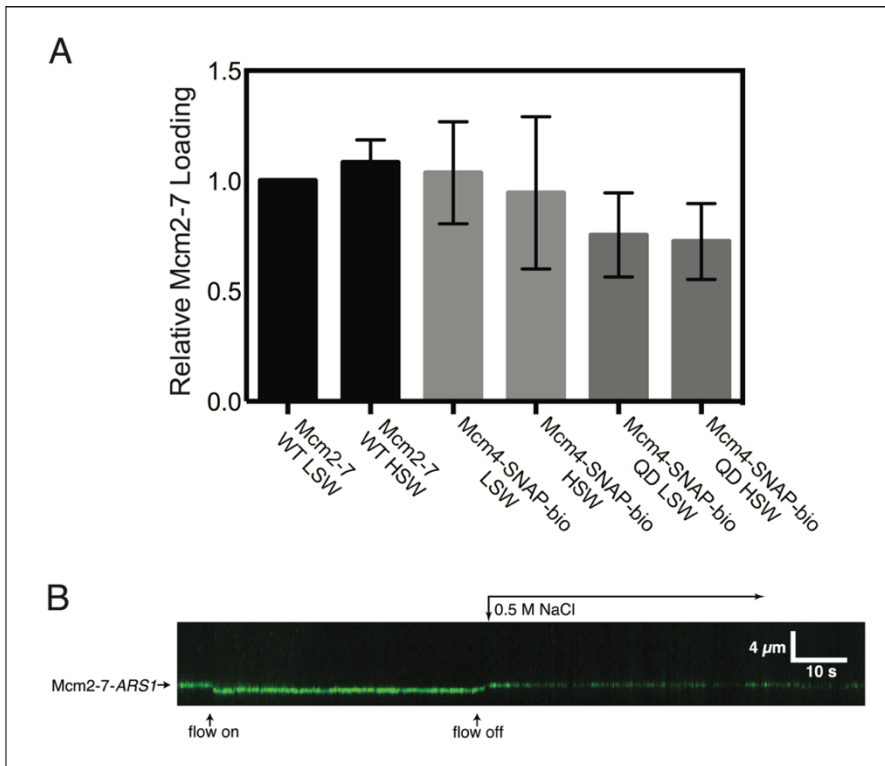 A
Relative Mcm2-7 Loading
1.5
1.0
0.5
0.0
Mcm2-7
WT LSW
Mcm2-7
WT HSW
Mcm4-SNAP-bio
LSW
Mcm4-SNAP-bio
HSW
Mcm4-SNAP-bio
QD LSW
Mcm4-SNAP-bio
QD HSW
B
0.5 M NaCl
4 µm
10 s
Mcm2-7-ARS1
flow on
flow off